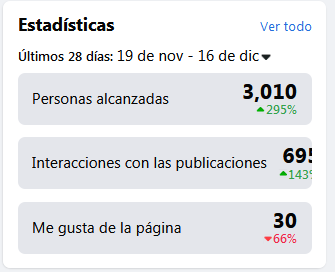 Estadísticas
Ver todo
Últimos 28 días: 19 de nov - 16 de dic
Personas alcanzadas
3,010
295%
Interacciones con las publicaciones
695
143%
Me gusta de la página
30
66%